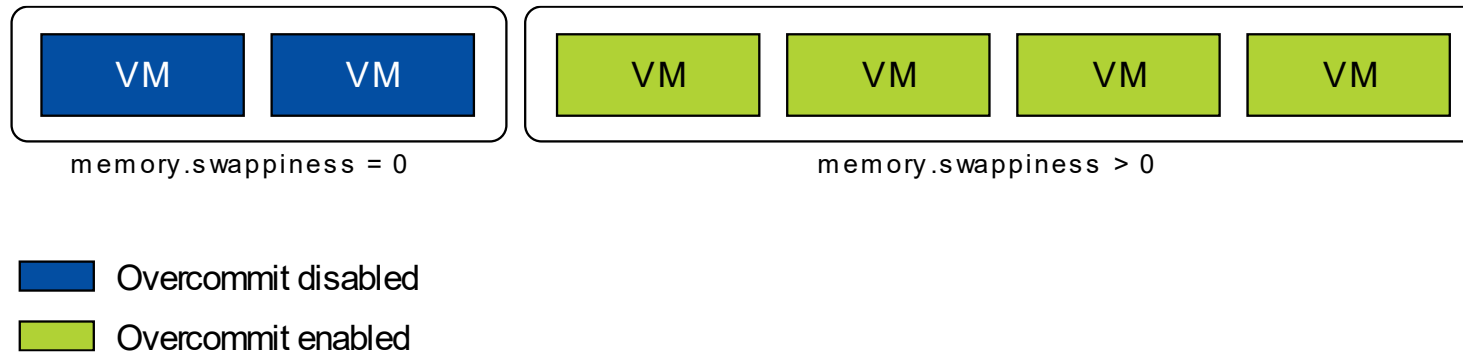 VM VM VM VM VM VM
memory.swappiness = 0 memory.swappiness > 0
Overcommit disabled
Overcommit enabled